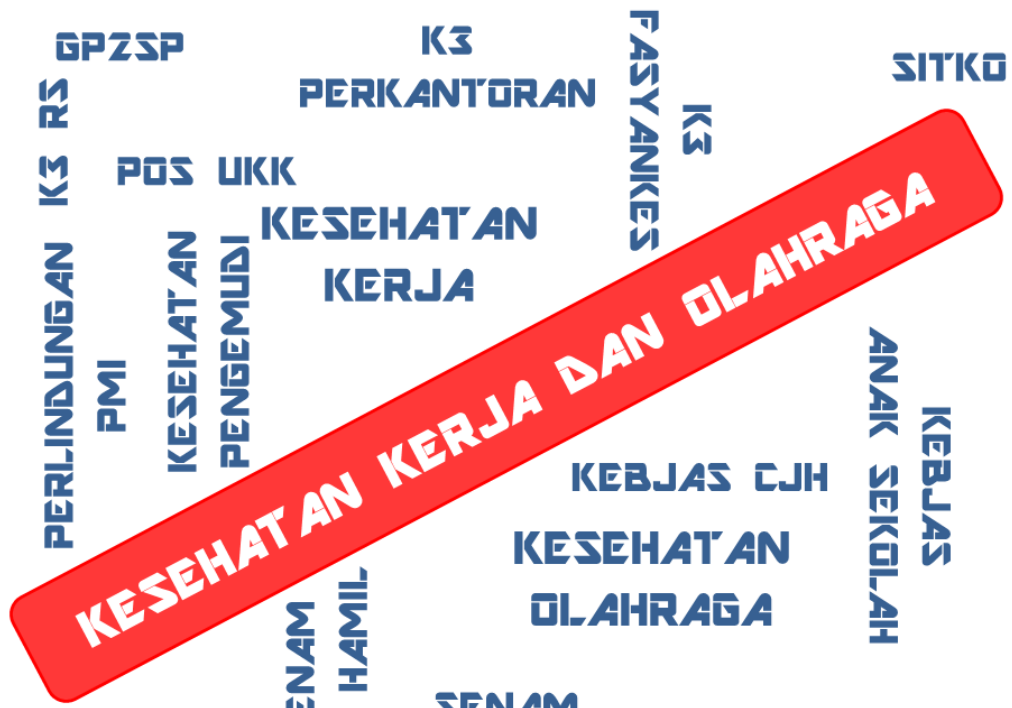 GP2SP
K3
PERKANTORAN
FASYANKES
K3
SITKO
K3 RS
POS UKK
KESEHATAN
KERJA
PERLINDUNGAN
PMI
KESEHATAN
PENGEMUDI
KESEHATAN KERJA DAN OLAHRAGA
ANAK SEKOLAH
KEBJAS
KEBJAS CJH
KESEHATAN
OLAHRAGA
HAMIL
SENAM